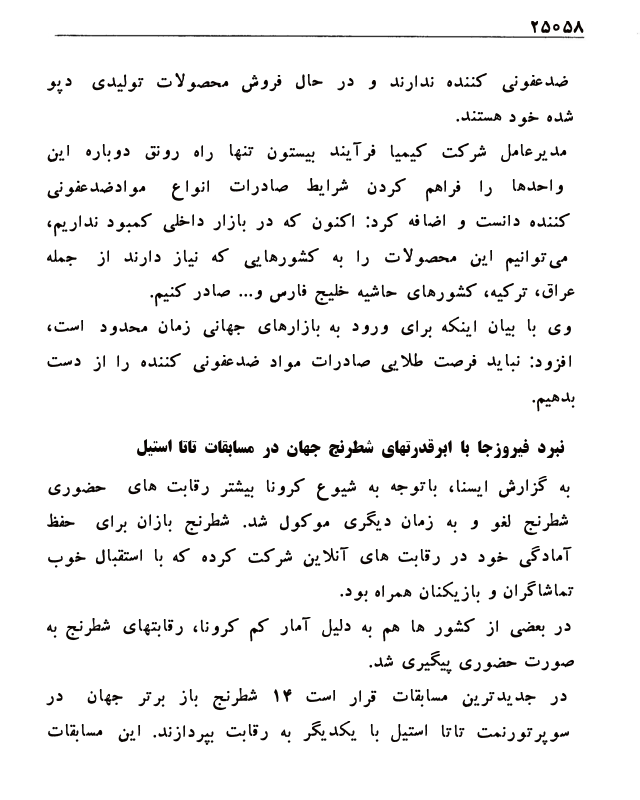 ۲۵۰۵۸
ضدعفونی کننده ندارند و در حال فروش محصولات تولیدی دپو
شده خود هستند.
مدیرعامل شرکت کیمیا فرآیند بیستون تنها راه رونق دوباره این
واحدها را فراهم کردن شرایط صادرات انواع موادضدعفونی
کننده دانست و اضافه کرد: اکنون که در بازار داخلی کمبود نداریم،
می‌توانیم این محصولات را به کشورهایی که نیاز دارند از جمله
عراق، ترکیه، کشورهای حاشیه خلیج فارس و... صادر کنیم.
وی با بیان اینکه برای ورود به بازارهای جهانی زمان محدود است،
افزود: نباید فرصت طلایی صادرات مواد ضدعفونی کننده را از دست
بدهیم.
نبرد فیروزجا با ابرقدرتهای شطرنج جهان در مسابقات تاتا استیل
به گزارش ایسنا، باتوجه به شیوع کرونا بیشتر رقابت های حضوری
شطرنج لغو و به زمان دیگری موکول شد. شطرنج بازان برای حفظ
آمادگی خود در رقابت های آنلاین شرکت کرده که با استقبال خوب
تماشاگران و بازیکنان همراه بود.
در بعضی از کشور ها هم به دلیل آمار کم کرونا، رقابتهای شطرنج به
صورت حضوری پیگیری شد.
در جدیدترین مسابقات قرار است ۱۴ شطرنج باز برتر جهان در
سوپرتورنمت تاتا استیل با یکدیگر به رقابت بپردازند. این مسابقات